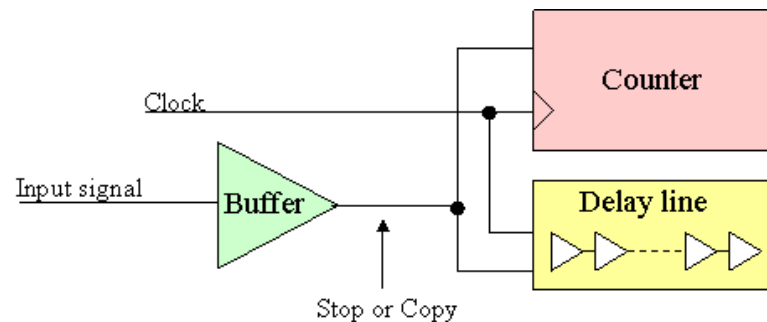 Counter
Clock
Input signal
Buffer
Delay line
Stop or Copy